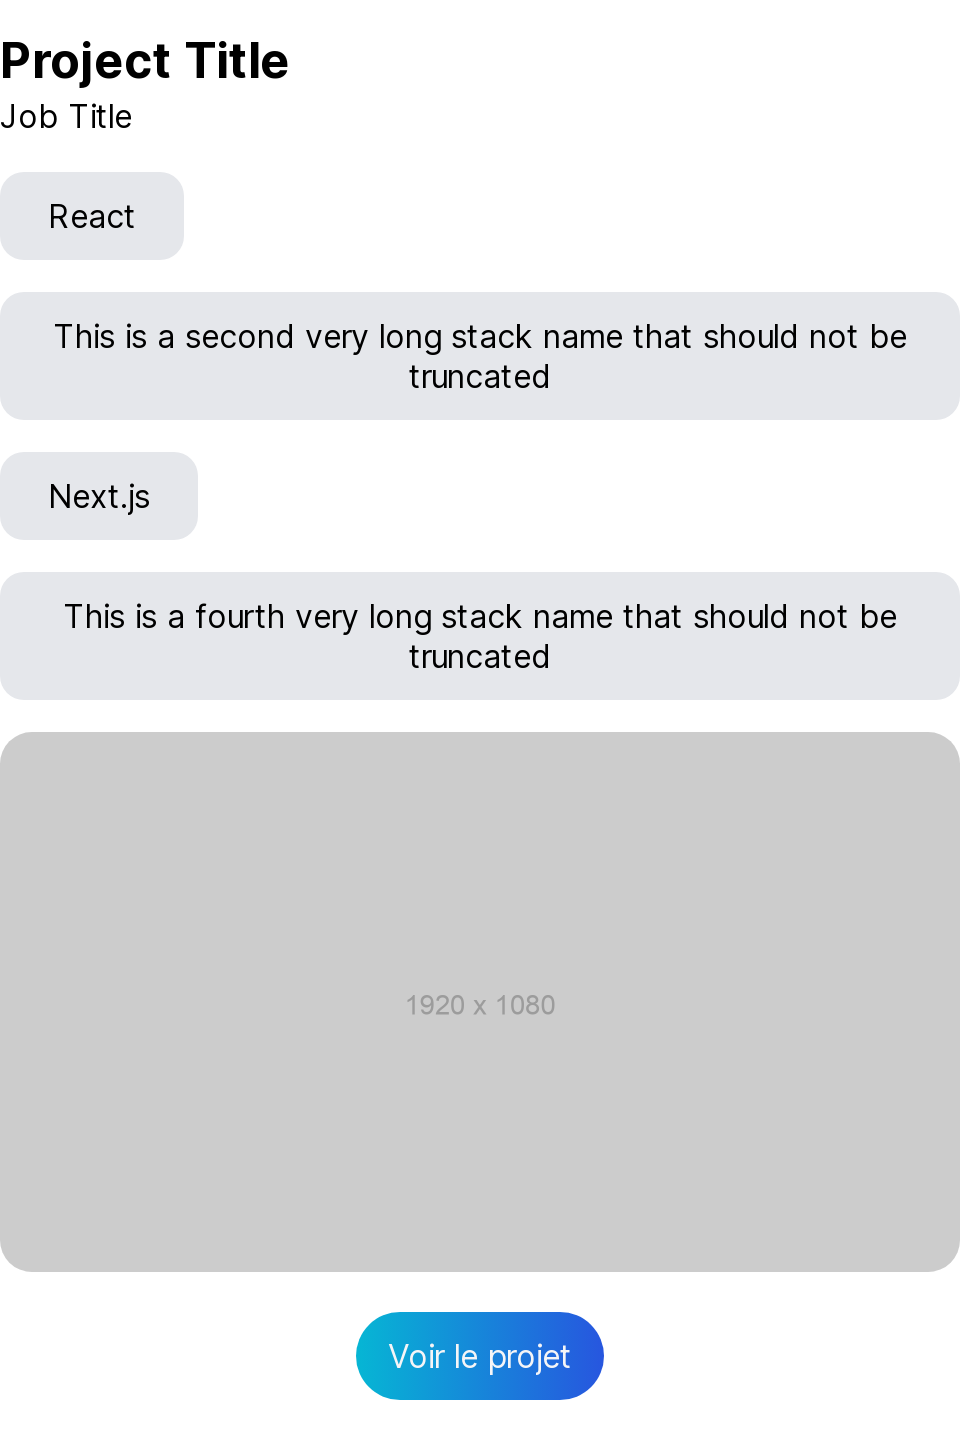 Project Title
Job Title
React
This is a second very long stack name that should not be
truncated
Next.js
This is a fourth very long stack name that should not be
truncated
1920 x 1080
Voir le projet